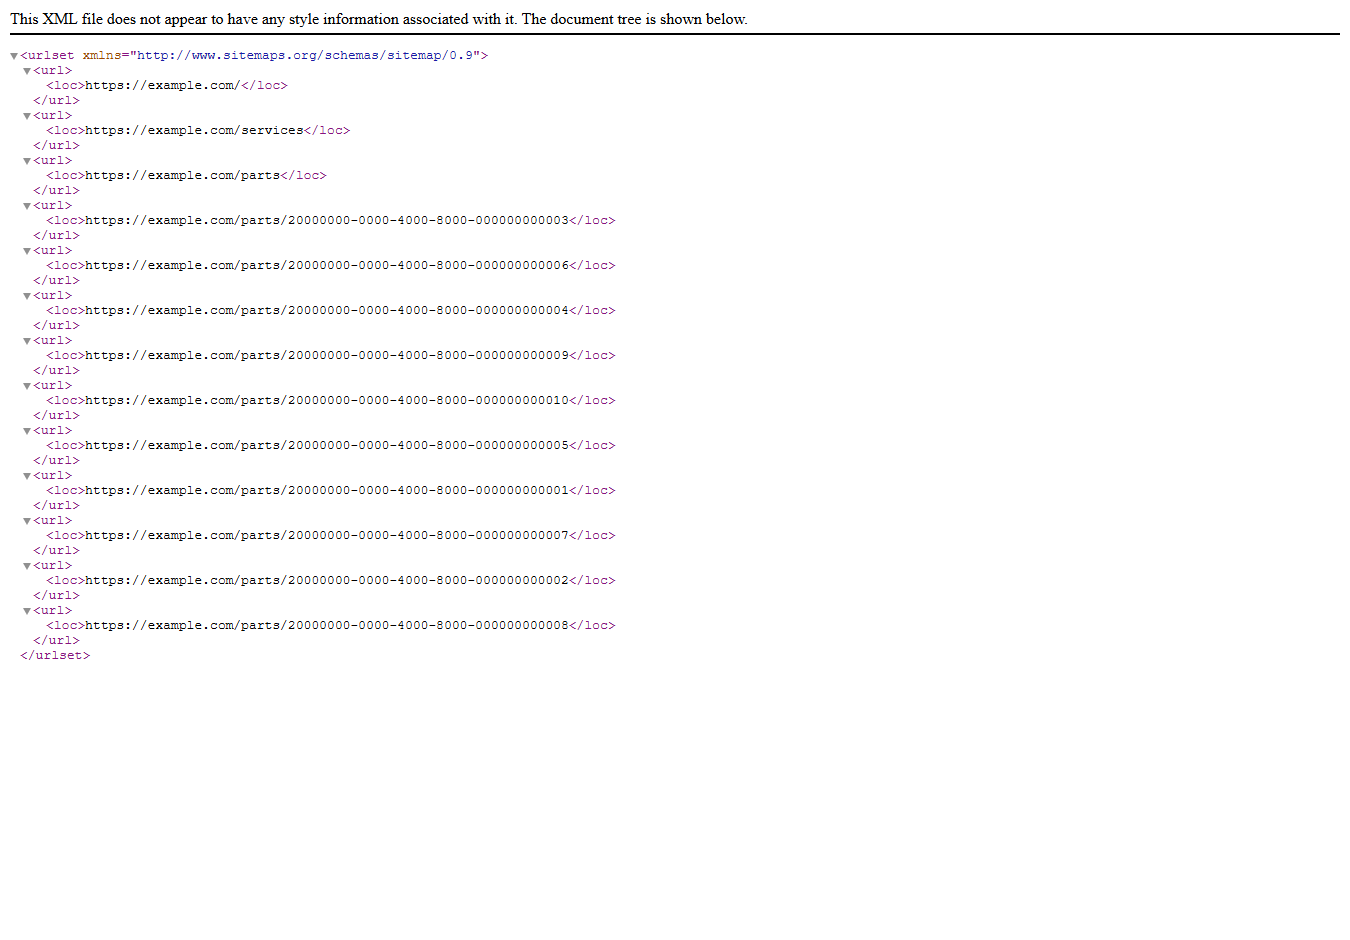 This XML file does not appear to have any style information associated with it. The document tree is shown below.
▼<urlset xmlns="http://www.sitemaps.org/schemas/sitemap/0.9">
▼<url>
<loc>https://example.com/</loc>
</url>
▼<url>
<loc>https://example.com/services</loc>
</url>
▼<url>
<loc>https://example.com/parts</loc>
</url>
▼<url>
<loc>https://example.com/parts/20000000-0000-4000-8000-000000000003</loc>
</url>
▼<url>
<loc>https://example.com/parts/20000000-0000-4000-8000-000000000006</loc>
</url>
▼<url>
<loc>https://example.com/parts/20000000-0000-4000-8000-000000000004</loc>
</url>
▼<url>
<loc>https://example.com/parts/20000000-0000-4000-8000-000000000009</loc>
</url>
▼<url>
<loc>https://example.com/parts/20000000-0000-4000-8000-000000000010</loc>
</url>
▼<url>
<loc>https://example.com/parts/20000000-0000-4000-8000-000000000005</loc>
</url>
▼<url>
<loc>https://example.com/parts/20000000-0000-4000-8000-000000000001</loc>
</url>
▼<url>
<loc>https://example.com/parts/20000000-0000-4000-8000-000000000007</loc>
</url>
▼<url>
<loc>https://example.com/parts/20000000-0000-4000-8000-000000000002</loc>
</url>
▼<url>
<loc>https://example.com/parts/20000000-0000-4000-8000-000000000008</loc>
</url>
</urlset>